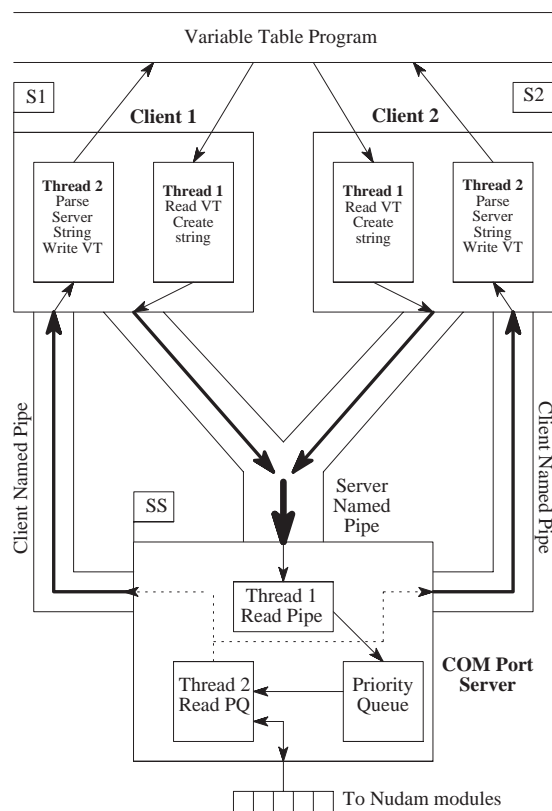 Variable Table Program
S1
S2
Client 1
Client 2
Thread 2
Parse
Server
String
Write VT
Thread 1
Read VT
Create
string
Thread 1
Read VT
Create
string
Thread 2
Parse
Server
String
Write VT
Client Named Pipe
Client Named Pipe
Server
Named
Pipe
SS
Thread 1
Read Pipe
Thread 2
Read PQ
Priority
Queue
COM Port
Server
To Nudam modules